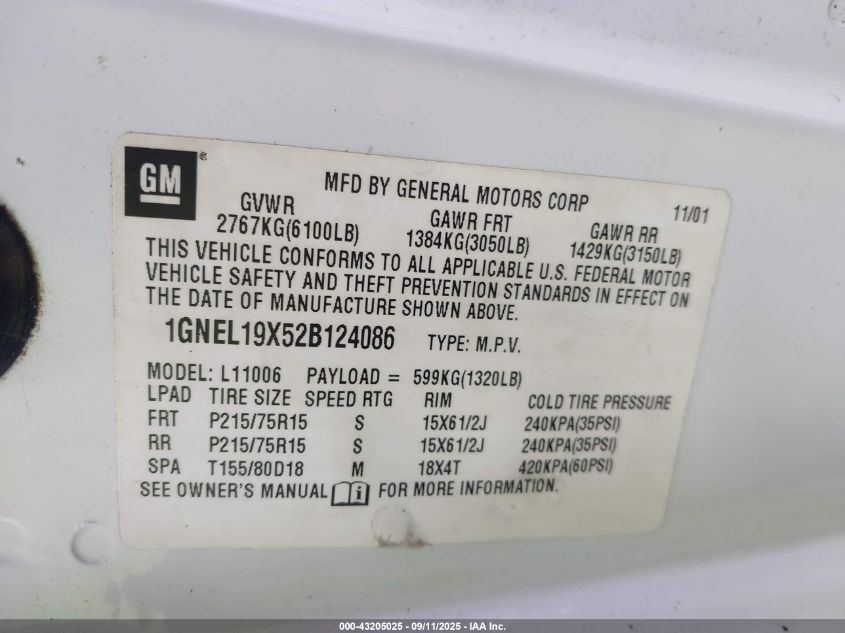 GM ®
MFD BY GENERAL MOTORS CORP 11/01
GVWR GAWR FRT GAWR RR
2767KG(6100LB) 1384KG(3050LB) 1429KG(3150LB)
THIS VEHICLE CONFORMS TO ALL APPLICABLE U.S. FEDERAL MOTOR
VEHICLE SAFETY AND THEFT PREVENTION STANDARDS IN EFFECT ON
THE DATE OF MANUFACTURE SHOWN ABOVE.
1GNEL19X52B124086 TYPE: M.P.V.
MODEL: L11006 PAYLOAD = 599KG(1320LB)
LPAD TIRE SIZE SPEED RTG RIM COLD TIRE PRESSURE
FRT P215/75R15 S 15X61/2J 240KPA(35PSI)
RR P215/75R15 S 15X61/2J 240KPA(35PSI)
SPA T155/80D18 M 18X4T 420KPA(60PSI)
SEE OWNER'S MANUAL i FOR MORE INFORMATION.
000-43205025 - 09/11/2025 - IAA Inc.